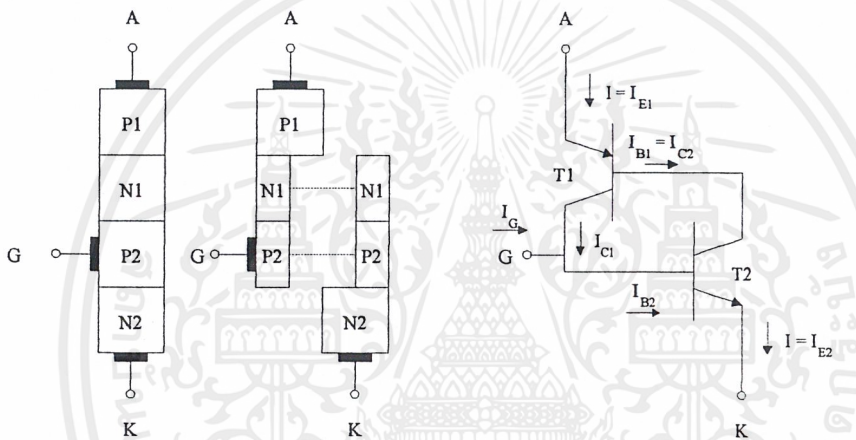 A
P1
N1
G
P2
N2
K
A
P1
N1
N1
G
P2
P2
N2
K
A
I = I_E1
I_B1 = I_C2
T1
I_G
G
I_C1
T2
I_B2
I = I_E2
K